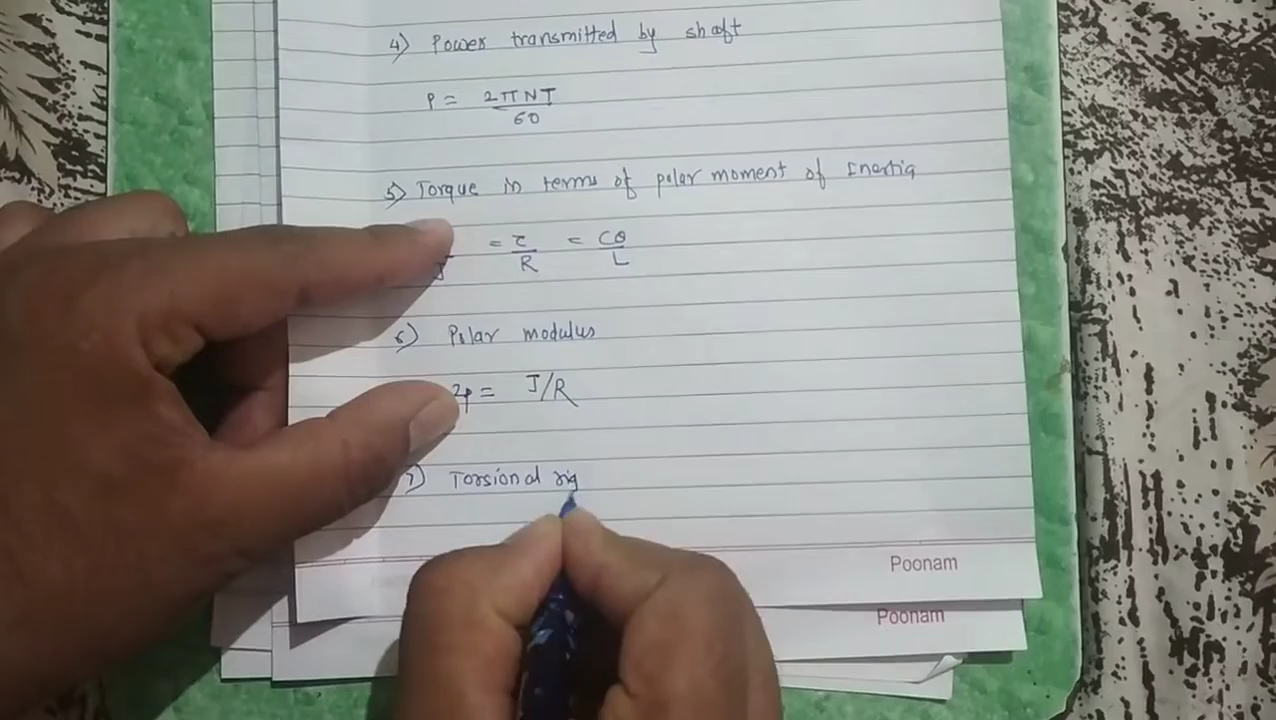 4) Power transmitted by shaft
P = 2πNT
60
5) Torque in terms of polar moment of Inertia
= τ = Cθ
J R L
6) Polar modulus
Zp = J/R
7) Torsional rig
Poonam
Poonam